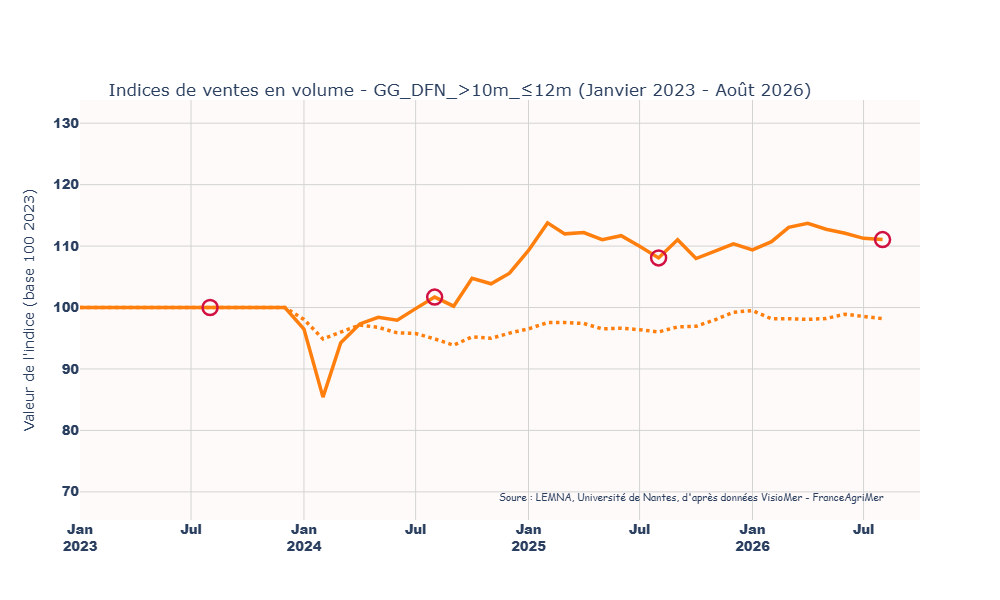 Indices de ventes en volume - GG_DFN_>10m_≤12m (Janvier 2023 - Août 2026)
Valeur de l'indice (base 100 2023)
130
120
110
100
90
80
70
Soure : LEMNA, Université de Nantes, d'après données VisioMer - FranceAgriMer
Jan Jul Jan Jul Jan Jul Jan Jul
2023 2024 2025 2026